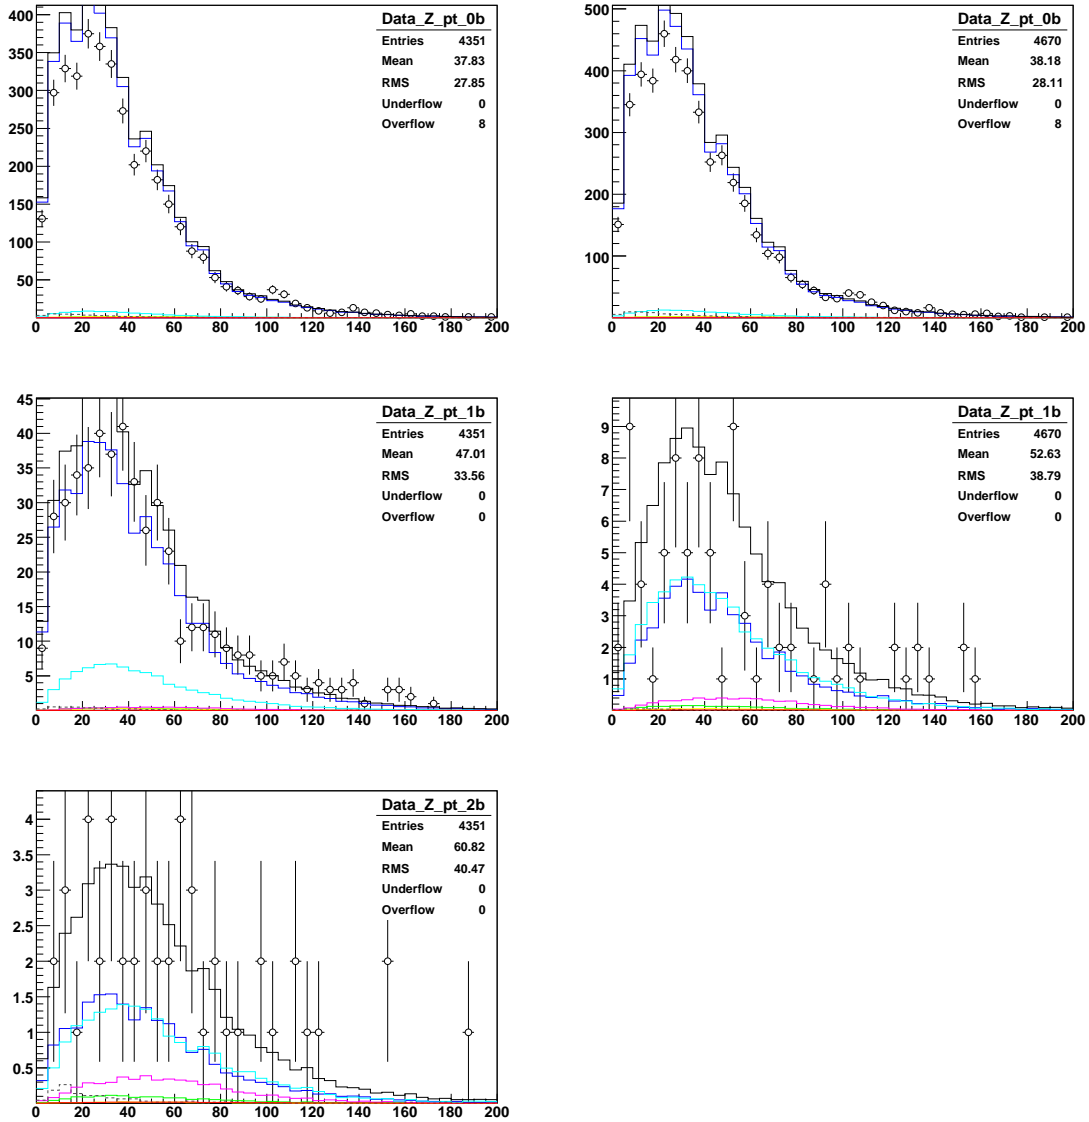 Data_Z_pt_0b
Entries 4351
Mean 37.83
RMS 27.85
Underflow 0
Overflow 8
400
350
300
250
200
150
100
50
0 20 40 60 80 100 120 140 160 180 200
Data_Z_pt_0b
Entries 4670
Mean 38.18
RMS 28.11
Underflow 0
Overflow 8
500
400
300
200
100
0 20 40 60 80 100 120 140 160 180 200
Data_Z_pt_1b
Entries 4351
Mean 47.01
RMS 33.56
Underflow 0
Overflow 0
45
40
35
30
25
20
15
10
5
0 20 40 60 80 100 120 140 160 180 200
Data_Z_pt_1b
Entries 4670
Mean 52.63
RMS 38.79
Underflow 0
Overflow 0
9
8
7
6
5
4
3
2
1
0 20 40 60 80 100 120 140 160 180 200
Data_Z_pt_2b
Entries 4351
Mean 60.82
RMS 40.47
Underflow 0
Overflow 0
4
3.5
3
2.5
2
1.5
1
0.5
0 20 40 60 80 100 120 140 160 180 200